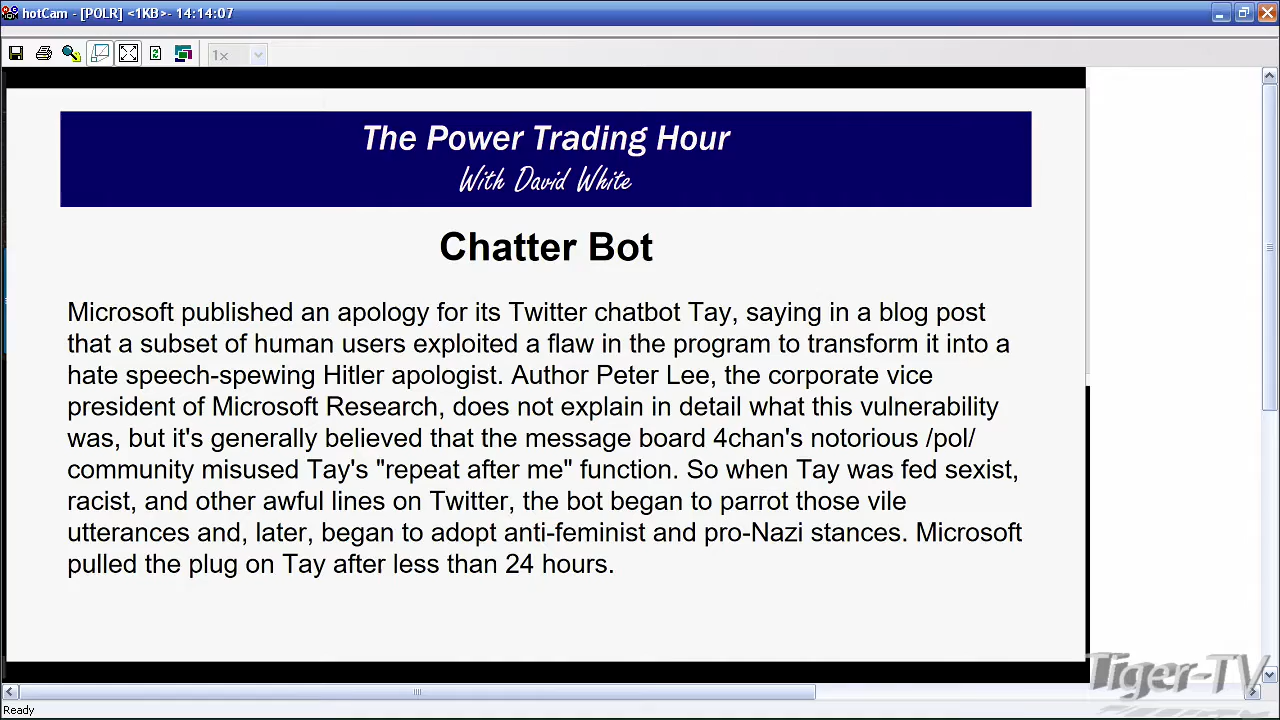 hotCam - [POLR] <1KB>- 14:14:07
1x
The Power Trading Hour
With David White
Chatter Bot
Microsoft published an apology for its Twitter chatbot Tay, saying in a blog post
that a subset of human users exploited a flaw in the program to transform it into a
hate speech-spewing Hitler apologist. Author Peter Lee, the corporate vice
president of Microsoft Research, does not explain in detail what this vulnerability
was, but it's generally believed that the message board 4chan's notorious /pol/
community misused Tay's "repeat after me" function. So when Tay was fed sexist,
racist, and other awful lines on Twitter, the bot began to parrot those vile
utterances and, later, began to adopt anti-feminist and pro-Nazi stances. Microsoft
pulled the plug on Tay after less than 24 hours.
Tiger-TV
Ready